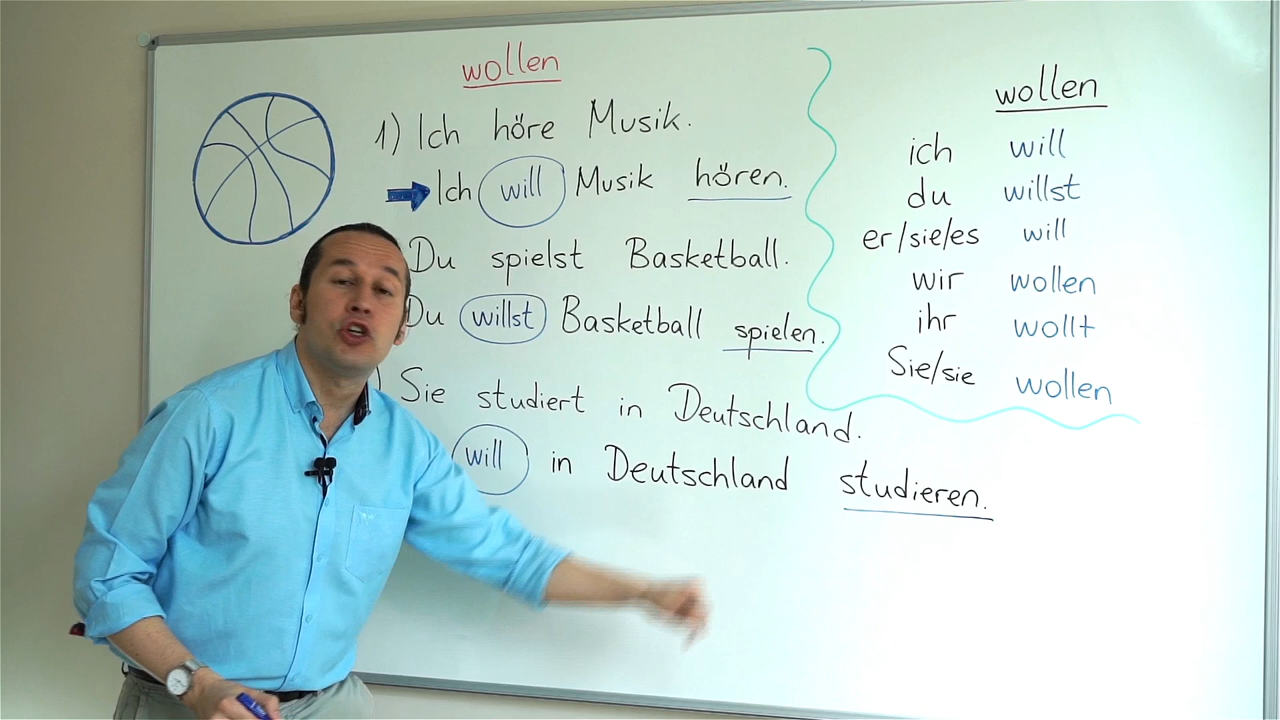 wollen
1) Ich höre Musik.
Ich will Musik hören.
Du spielst Basketball.
Du willst Basketball spielen.
) Sie studiert in Deutschland.
will in Deutschland studieren.
wollen
ich will
du willst
er/sie/es will
wir wollen
ihr wollt
Sie/sie wollen